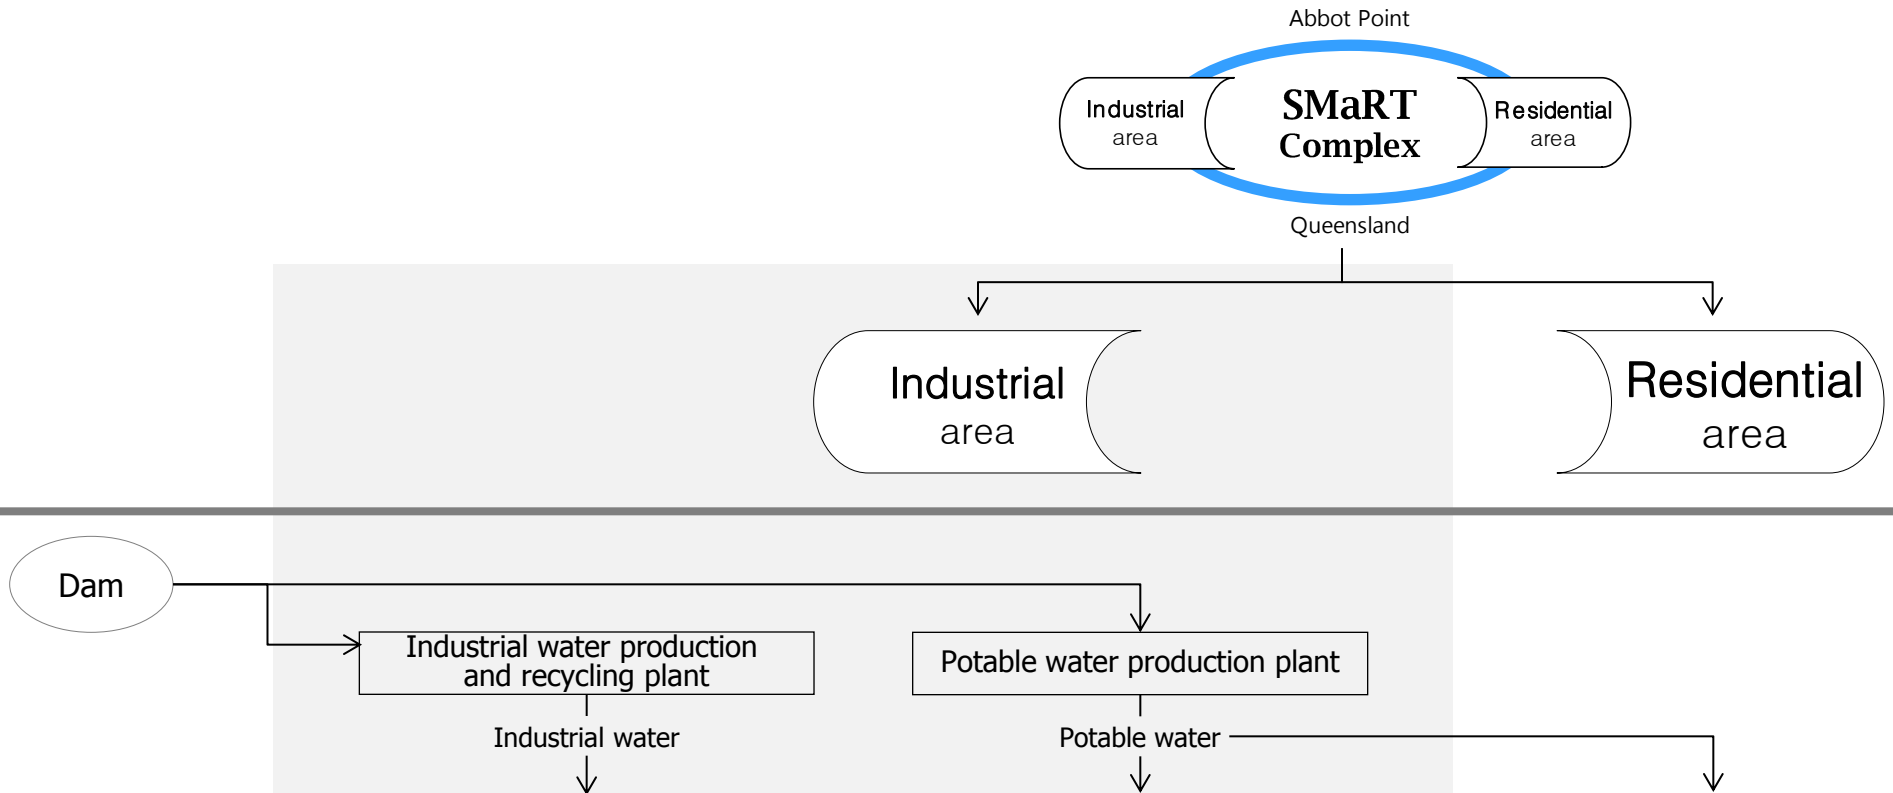 Abbot Point
Industrial
area
SMaRT
Complex
Residential
area
Queensland
Industrial
area
Residential
area
Dam
Industrial water production
and recycling plant
Potable water production plant
Industrial water
Potable water